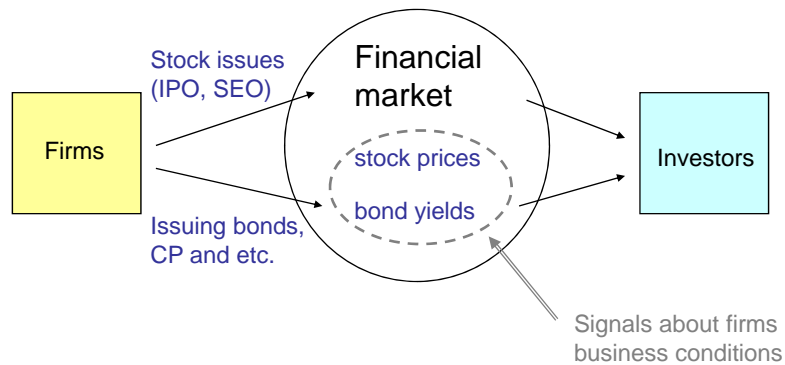 Stock issues
(IPO, SEO)
Financial
market
Firms
stock prices
Investors
bond yields
Issuing bonds,
CP and etc.
Signals about firms
business conditions